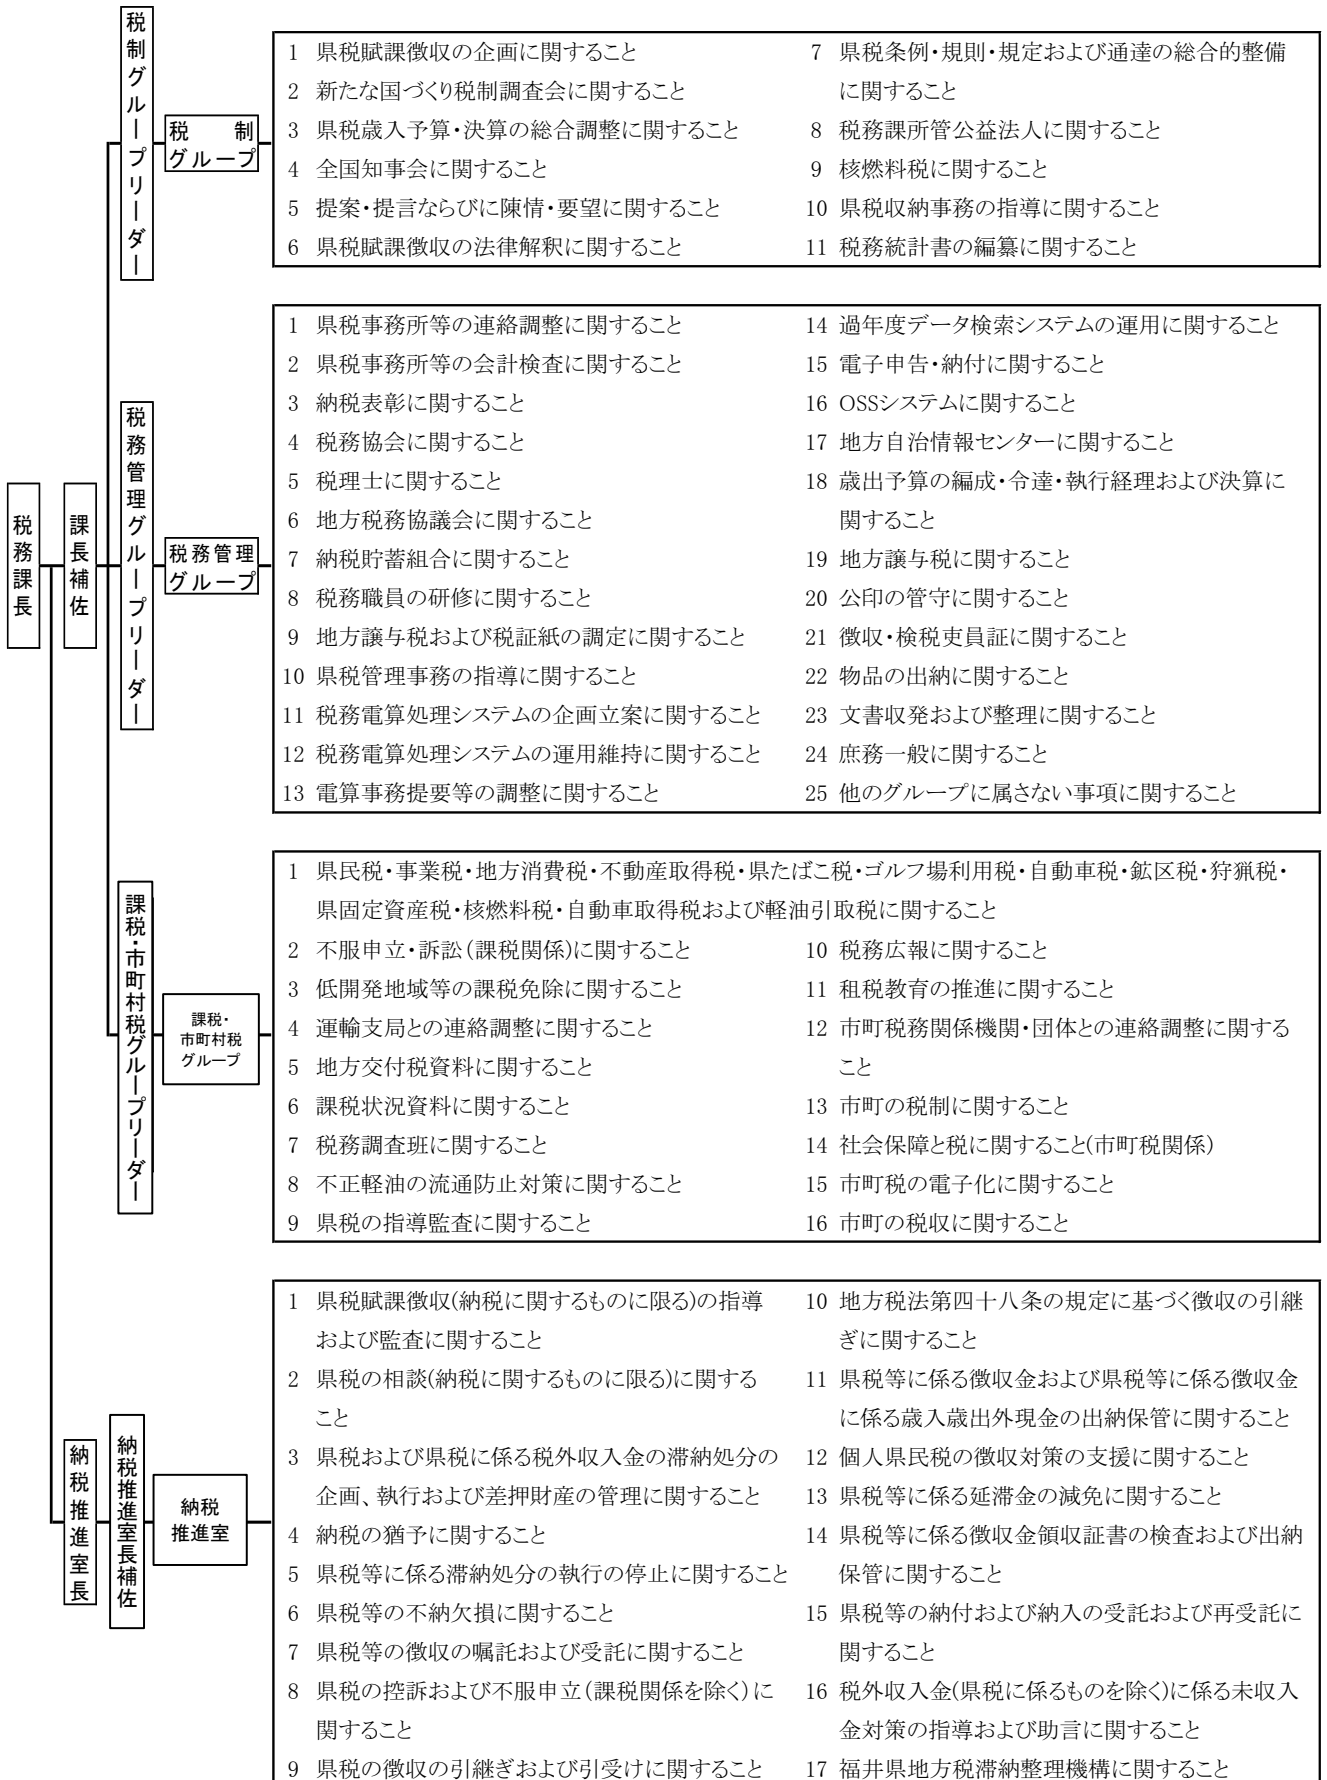 税務課長
課長補佐
税制グループリーダー
税　制
グループ
1 県税賦課徴収の企画に関すること
2 新たな国づくり税制調査会に関すること
3 県税歳入予算・決算の総合調整に関すること
4 全国知事会に関すること
5 提案・提言ならびに陳情・要望に関すること
6 県税賦課徴収の法律解釈に関すること
7 県税条例・規則・規定および通達の総合的整備
に関すること
8 税務課所管公益法人に関すること
9 核燃料税に関すること
10 県税収納事務の指導に関すること
11 税務統計書の編纂に関すること
税務管理グループリーダー
税務管理
グループ
1 県税事務所等の連絡調整に関すること
2 県税事務所等の会計検査に関すること
3 納税表彰に関すること
4 税務協会に関すること
5 税理士に関すること
6 地方税務協議会に関すること
7 納税貯蓄組合に関すること
8 税務職員の研修に関すること
9 地方譲与税および税証紙の調定に関すること
10 県税管理事務の指導に関すること
11 税務電算処理システムの企画立案に関すること
12 税務電算処理システムの運用維持に関すること
13 電算事務提要等の調整に関すること
14 過年度データ検索システムの運用に関すること
15 電子申告・納付に関すること
16 OSSシステムに関すること
17 地方自治情報センターに関すること
18 歳出予算の編成・令達・執行経理および決算に
関すること
19 地方譲与税に関すること
20 公印の管守に関すること
21 徴収・検税吏員証に関すること
22 物品の出納に関すること
23 文書収発および整理に関すること
24 庶務一般に関すること
25 他のグループに属さない事項に関すること
課税・市町村税グループリーダー
課税・
市町村税
グループ
1 県民税・事業税・地方消費税・不動産取得税・県たばこ税・ゴルフ場利用税・自動車税・鉱区税・狩猟税・
県固定資産税・核燃料税・自動車取得税および軽油引取税に関すること
2 不服申立・訴訟（課税関係）に関すること
3 低開発地域等の課税免除に関すること
4 運輸支局との連絡調整に関すること
5 地方交付税資料に関すること
6 課税状況資料に関すること
7 税務調査班に関すること
8 不正軽油の流通防止対策に関すること
9 県税の指導監査に関すること
10 税務広報に関すること
11 租税教育の推進に関すること
12 市町税務関係機関・団体との連絡調整に関する
こと
13 市町の税制に関すること
14 社会保障と税に関すること(市町税関係)
15 市町税の電子化に関すること
16 市町の税収に関すること
納税推進室長
納税推進室長補佐
納税
推進室
1 県税賦課徴収(納税に関するものに限る)の指導
および監査に関すること
2 県税の相談(納税に関するものに限る)に関する
こと
3 県税および県税に係る税外収入金の滞納処分の
企画、執行および差押財産の管理に関すること
4 納税の猶予に関すること
5 県税等に係る滞納処分の執行の停止に関すること
6 県税等の不納欠損に関すること
7 県税等の徴収の嘱託および受託に関すること
8 県税の控訴および不服申立（課税関係を除く）に
関すること
9 県税の徴収の引継ぎおよび引受けに関すること
10 地方税法第四十八条の規定に基づく徴収の引継
ぎに関すること
11 県税等に係る徴収金および県税等に係る徴収金
に係る歳入歳出外現金の出納保管に関すること
12 個人県民税の徴収対策の支援に関すること
13 県税等に係る延滞金の減免に関すること
14 県税等に係る徴収金領収証書の検査および出納
保管に関すること
15 県税等の納付および納入の受託および再受託に
関すること
16 税外収入金(県税に係るものを除く)に係る未収入
金対策の指導および助言に関すること
17 福井県地方税滞納整理機構に関すること